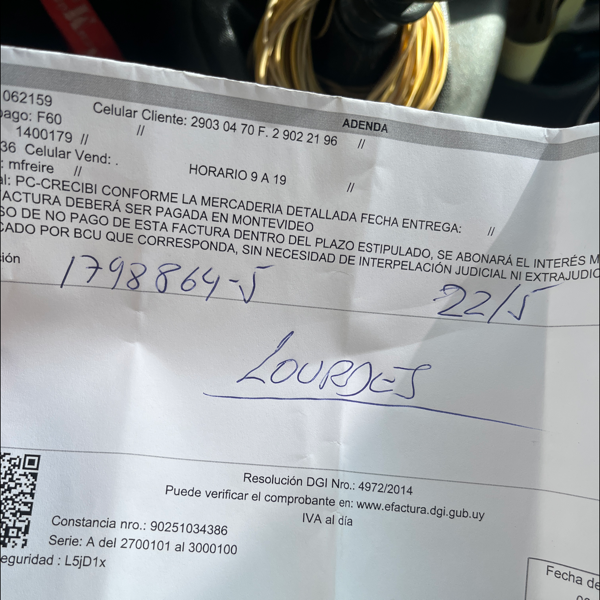 ADENDA
062159 Celular Cliente: 2903 04 70 F. 2 902 21 96 //
pago: F60 //
1400179 //
36 Celular Vend: . HORARIO 9 A 19 //
: mfreire //
al: PC-CRECIBI CONFORME LA MERCADERIA DETALLADA FECHA ENTREGA: //
FACTURA DEBERÁ SER PAGADA EN MONTEVIDEO
SO DE NO PAGO DE ESTA FACTURA DENTRO DEL PLAZO ESTIPULADO, SE ABONARÁ EL INTERÉS M
CADO POR BCU QUE CORRESPONDA, SIN NECESIDAD DE INTERPELACIÓN JUDICIAL NI EXTRAJUDIC
ción
1798864-5 22/5
LOURDES
Resolución DGI Nro.: 4972/2014
Puede verificar el comprobante en: www.efactura.dgi.gub.uy
IVA al día
Constancia nro.: 90251034386
Serie: A del 2700101 al 3000100
eguridad : L5jD1x
Fecha de